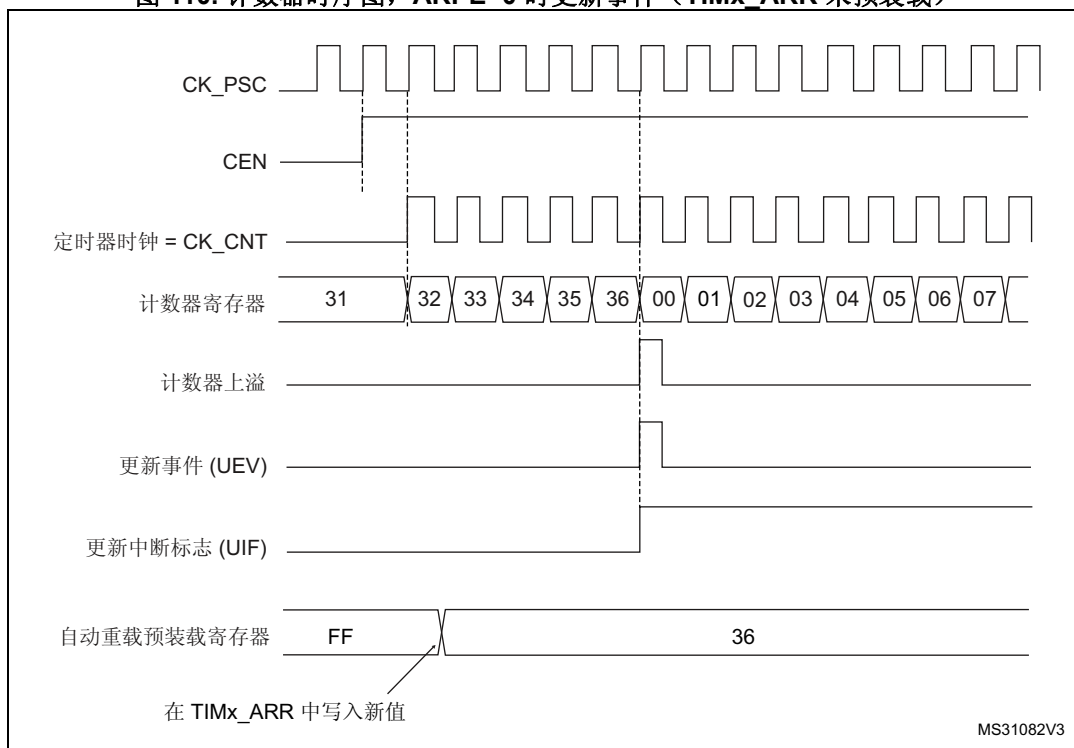 CK_PSC
CEN
定时器时钟 = CK_CNT
计数器寄存器 31 32 33 34 35 36 00 01 02 03 04 05 06 07
计数器上溢
更新事件 (UEV)
更新中断标志 (UIF)
自动重载预装载寄存器 FF 36
在 TIMx_ARR 中写入新值
MS31082V3